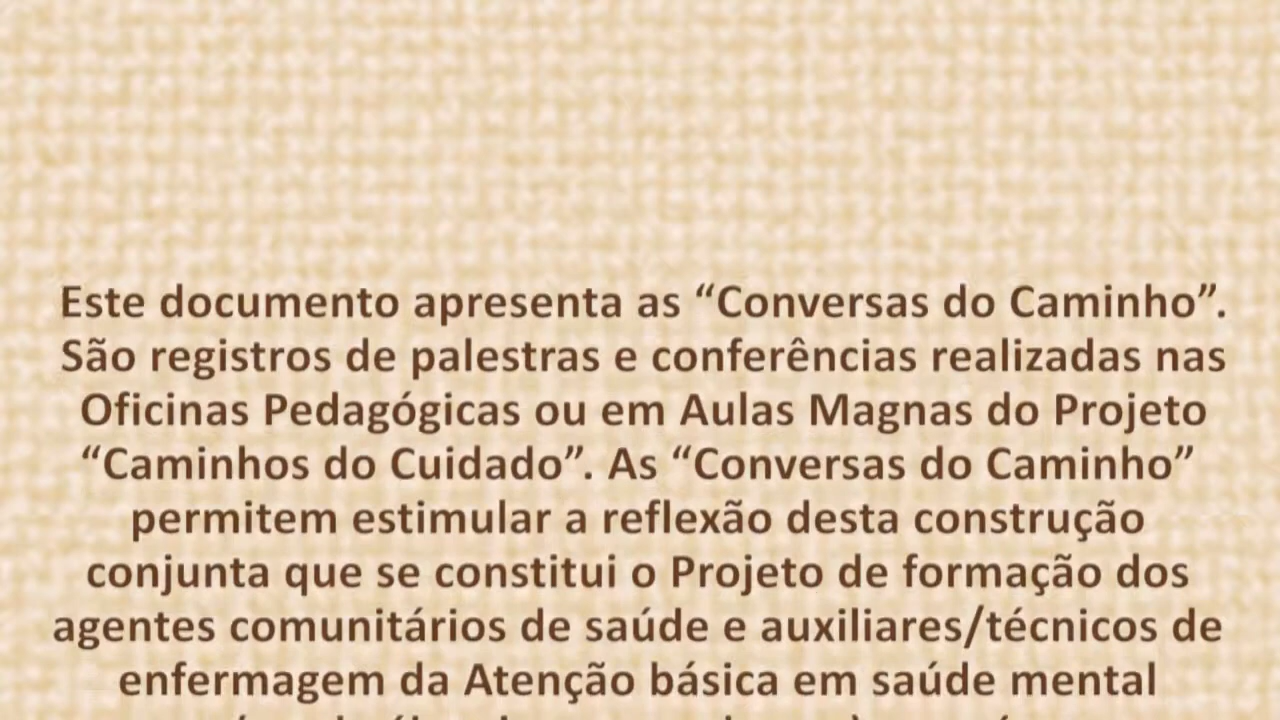 Este documento apresenta as “Conversas do Caminho”.
São registros de palestras e conferências realizadas nas
Oficinas Pedagógicas ou em Aulas Magnas do Projeto
“Caminhos do Cuidado”. As “Conversas do Caminho”
permitem estimular a reflexão desta construção
conjunta que se constitui o Projeto de formação dos
agentes comunitários de saúde e auxiliares/técnicos de
enfermagem da Atenção básica em saúde mental